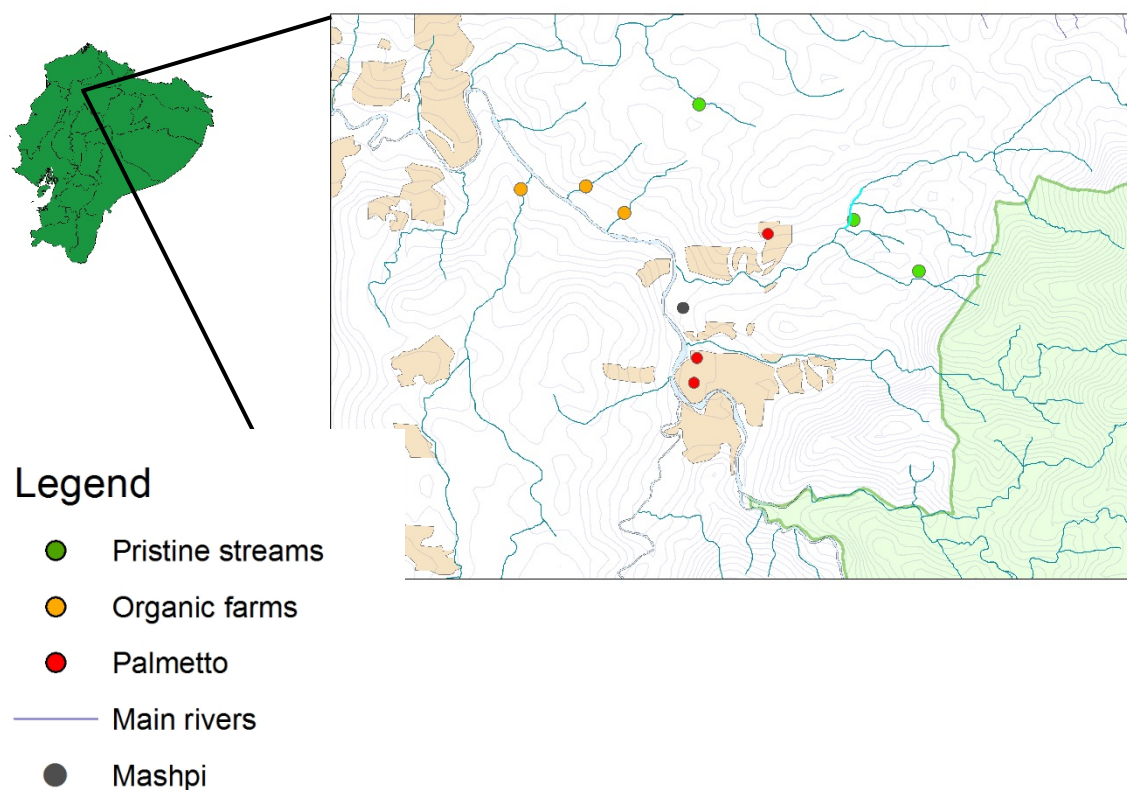 Legend
Pristine streams
Organic farms
Palmetto
Main rivers
Mashpi